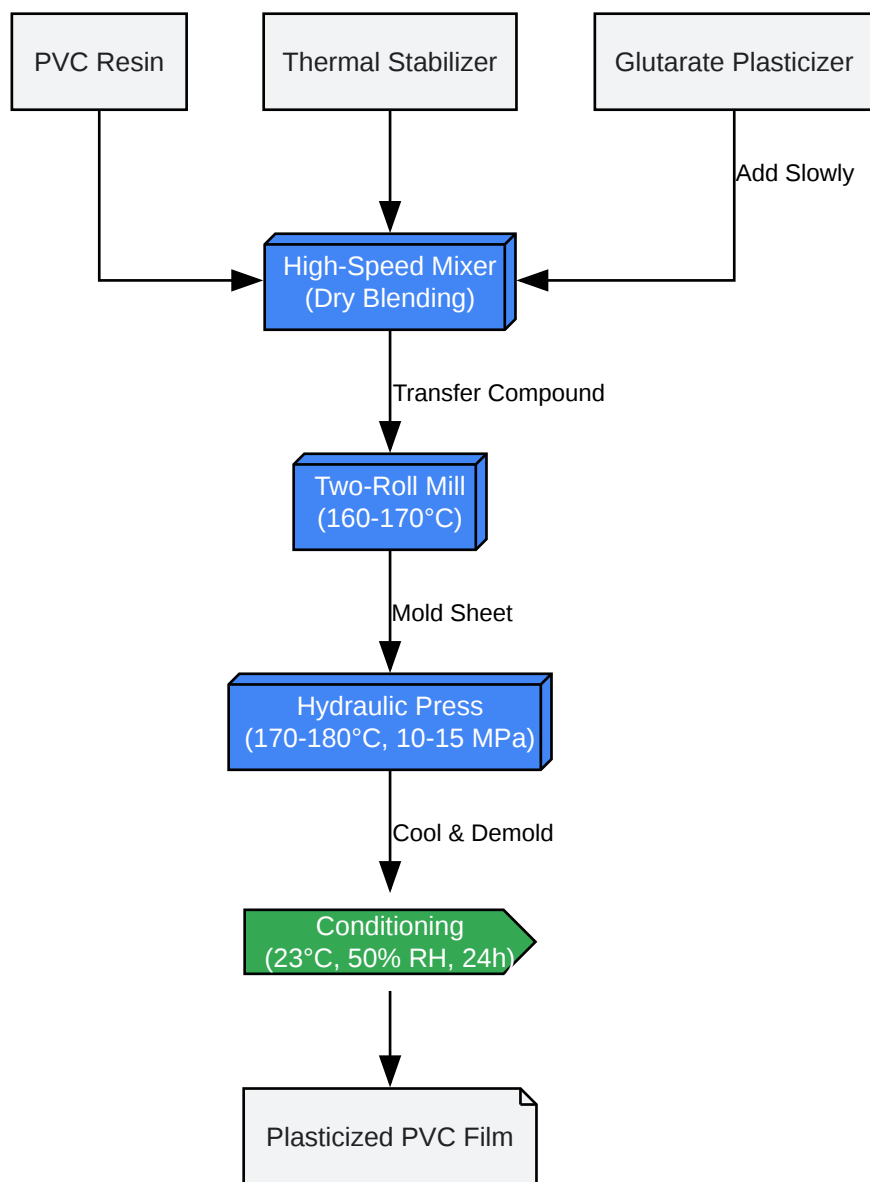 PVC Resin
Thermal Stabilizer
Glutarate Plasticizer
Add Slowly
High-Speed Mixer
(Dry Blending)
Transfer Compound
Two-Roll Mill
(160-170°C)
Mold Sheet
Hydraulic Press
(170-180°C, 10-15 MPa)
Cool & Demold
Conditioning
(23°C, 50% RH, 24h)
Plasticized PVC Film